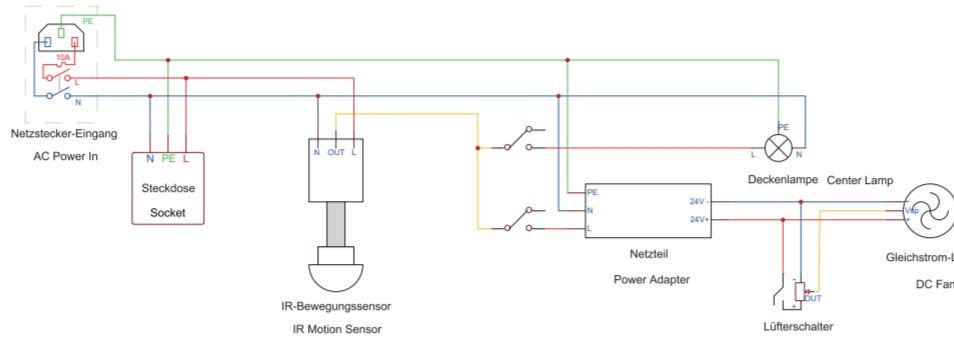 PE
10A
L
N
Netzstecker-Eingang
AC Power In
N PE L
Steckdose
Socket
N OUT L
IR-Bewegungssensor
IR Motion Sensor
PE
L N
Deckenlampe Center Lamp
PE
N
L
24V -
24V+
Netzteil
Power Adapter
-
Vsp
+
Gleichstrom-L
DC Fan
-
OUT
+
Lüfterschalter